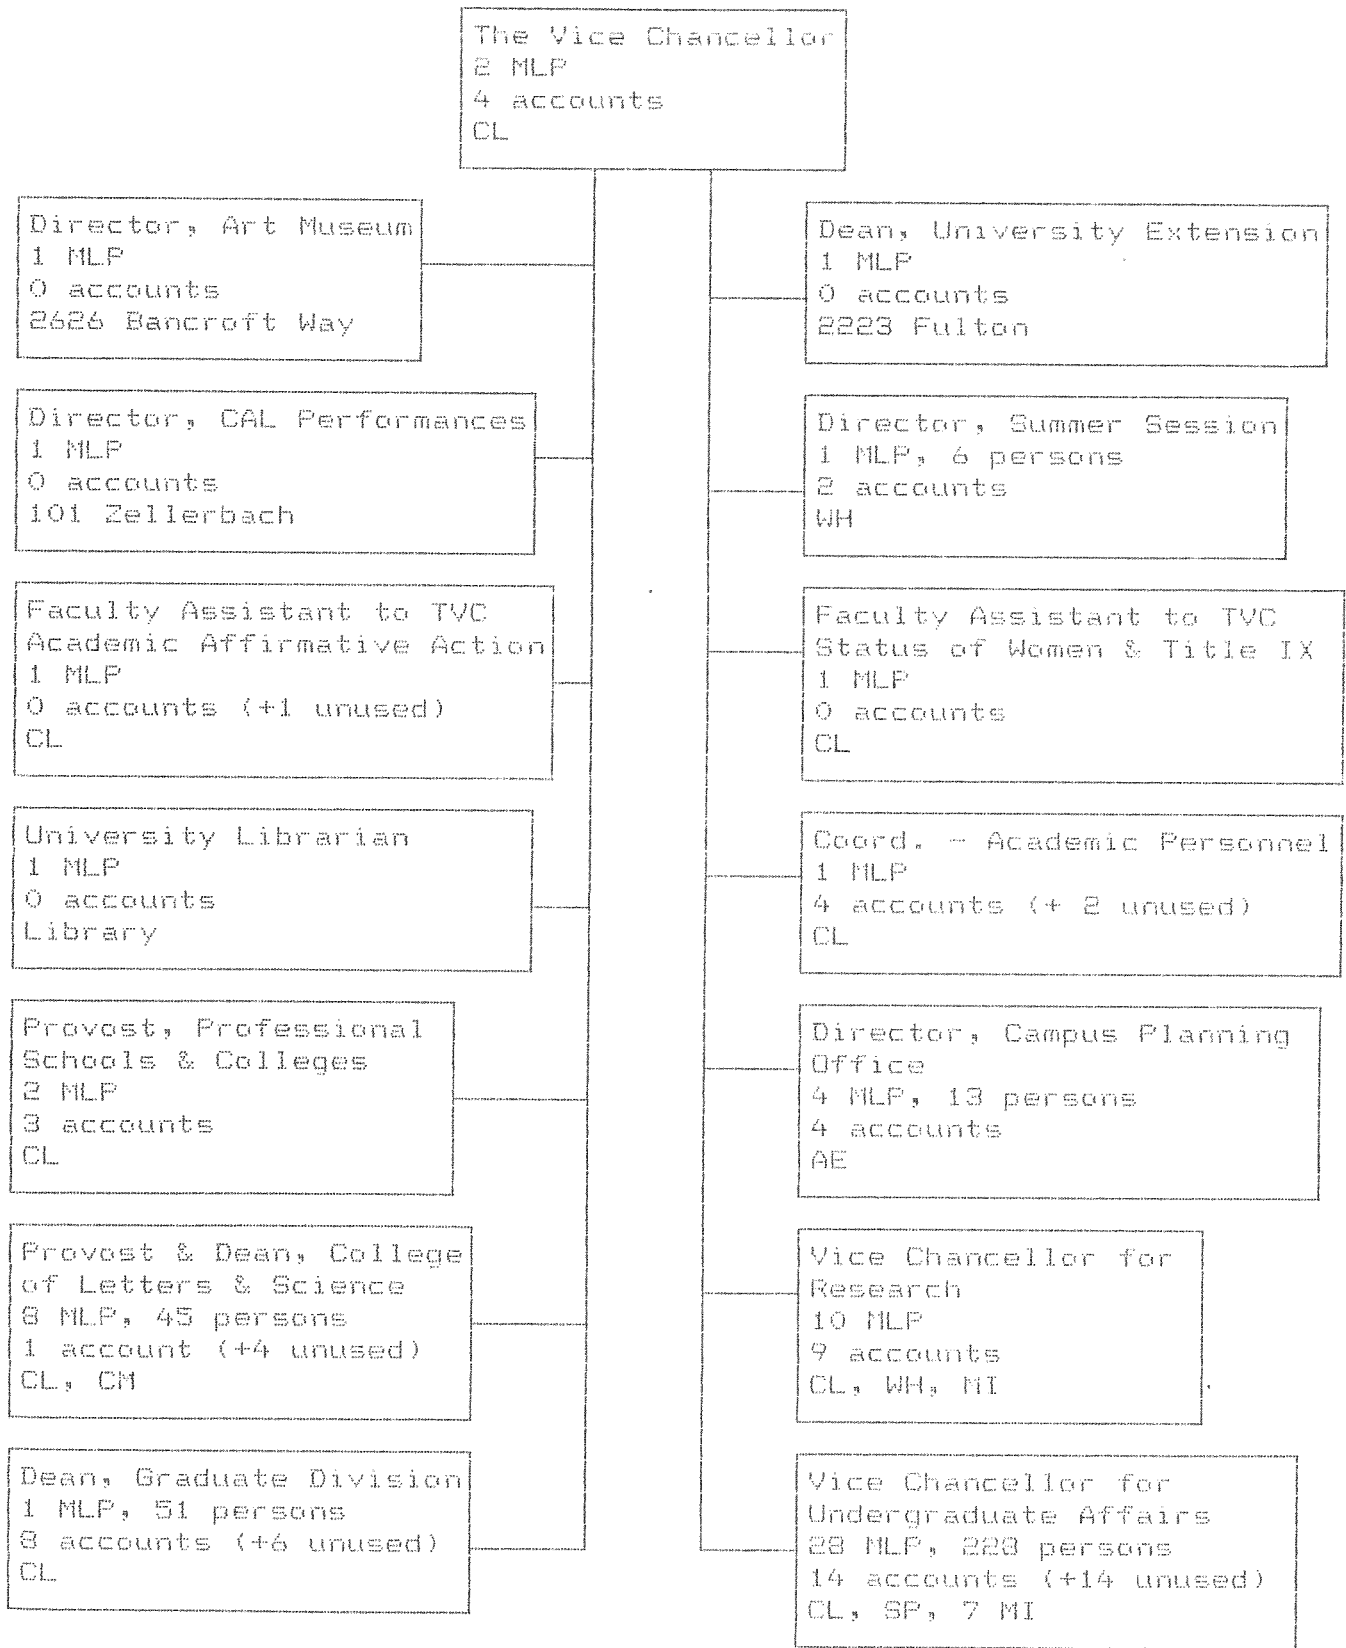 The Vice Chancellor
2 MLP
4 accounts
CL
Director, Art Museum
1 MLP
0 accounts
2626 Bancroft Way
Dean, University Extension
1 MLP
0 accounts
2223 Fulton
Director, CAL Performances
1 MLP
0 accounts
101 Zellerbach
Director, Summer Session
1 MLP, 6 persons
2 accounts
WH
Faculty Assistant to TVC
Academic Affirmative Action
1 MLP
0 accounts (+1 unused)
CL
Faculty Assistant to TVC
Status of Women & Title IX
1 MLP
0 accounts
CL
University Librarian
1 MLP
0 accounts
Library
Coord. - Academic Personnel
1 MLP
4 accounts (+ 2 unused)
CL
Provost, Professional
Schools & Colleges
2 MLP
3 accounts
CL
Director, Campus Planning
Office
4 MLP, 13 persons
4 accounts
AE
Provost & Dean, College
of Letters & Science
8 MLP, 45 persons
1 account (+4 unused)
CL, CM
Vice Chancellor for
Research
10 MLP
9 accounts
CL, WH, MI
Dean, Graduate Division
1 MLP, 51 persons
8 accounts (+6 unused)
CL
Vice Chancellor for
Undergraduate Affairs
28 MLP, 228 persons
14 accounts (+14 unused)
CL, SP, 7 MI